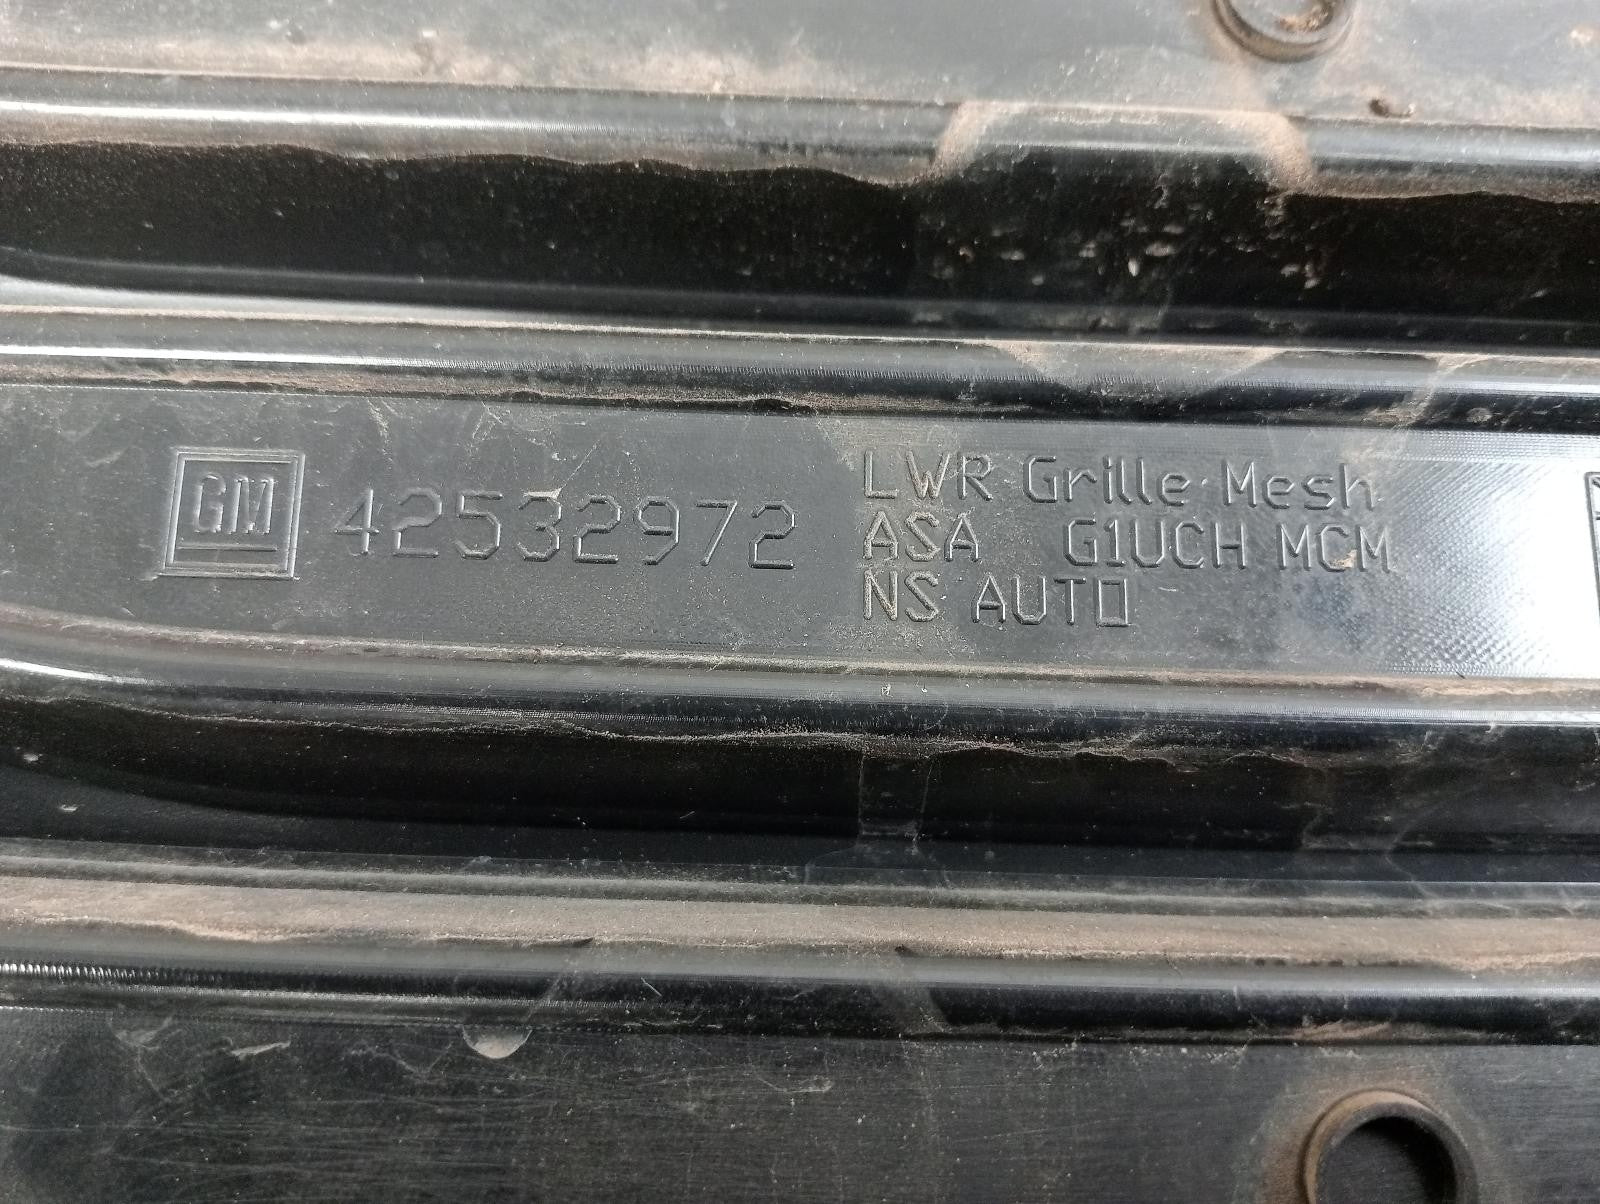 GM 42532972
LWR Grille Mesh
ASA G1UCH MCM
NS AUTO